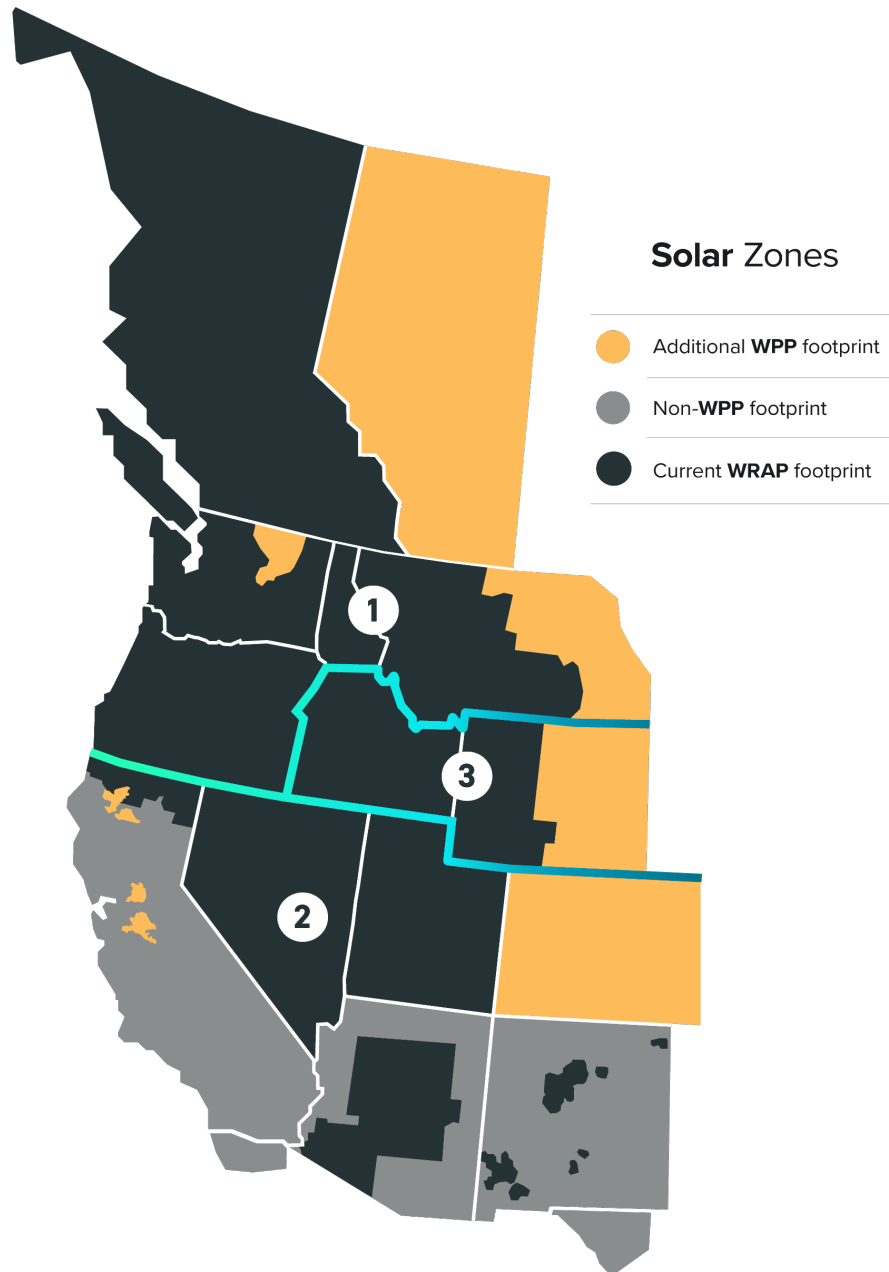 Solar Zones
Additional WPP footprint
Non-WPP footprint
Current WRAP footprint
1
3
2